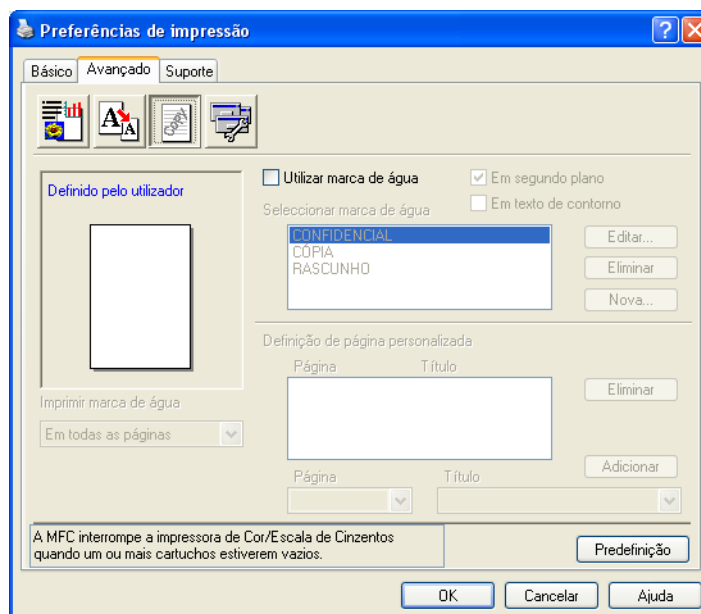 Preferências de impressão
Básico Avançado Suporte
Definido pelo utilizador
Utilizar marca de água
Em segundo plano
Em texto de contorno
Seleccionar marca de água
CONFIDENCIAL
CÓPIA
RASCUNHO
Editar...
Eliminar
Nova...
Definição de página personalizada
Página Título
Eliminar
Imprimir marca de água
Em todas as páginas
Adicionar
Página Título
A MFC interrompe a impressora de Cor/Escala de Cinzentos
quando um ou mais cartuchos estiverem vazios.
Predefinição
OK Cancelar Ajuda